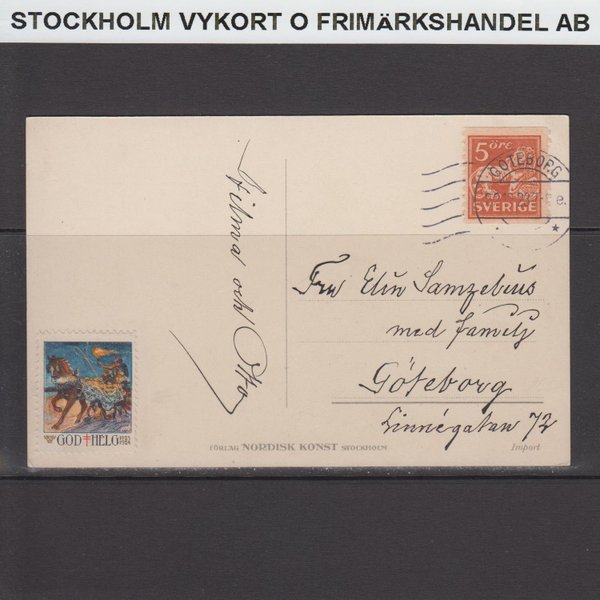 STOCKHOLM VYKORT O FRIMÄRKSHANDEL AB
5 ÖRE
SVERIGE
GÖTEBORG
Vilma och Otto
Fru Elin Samzelius
med familj
Göteborg
Linnégatan 72
GOD HELG
FÖRLAG NORDISK KONST STOCKHOLM
Import